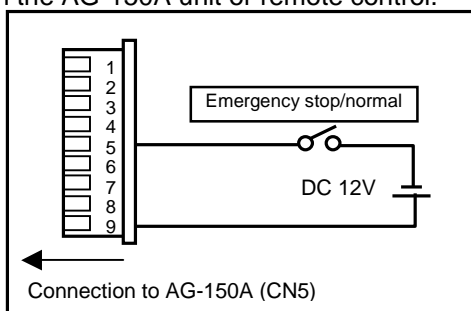 the AG-150A unit or remote control.
1
2
3
4
5
6
7
8
9
Emergency stop/normal
DC 12V
Connection to AG-150A (CN5)